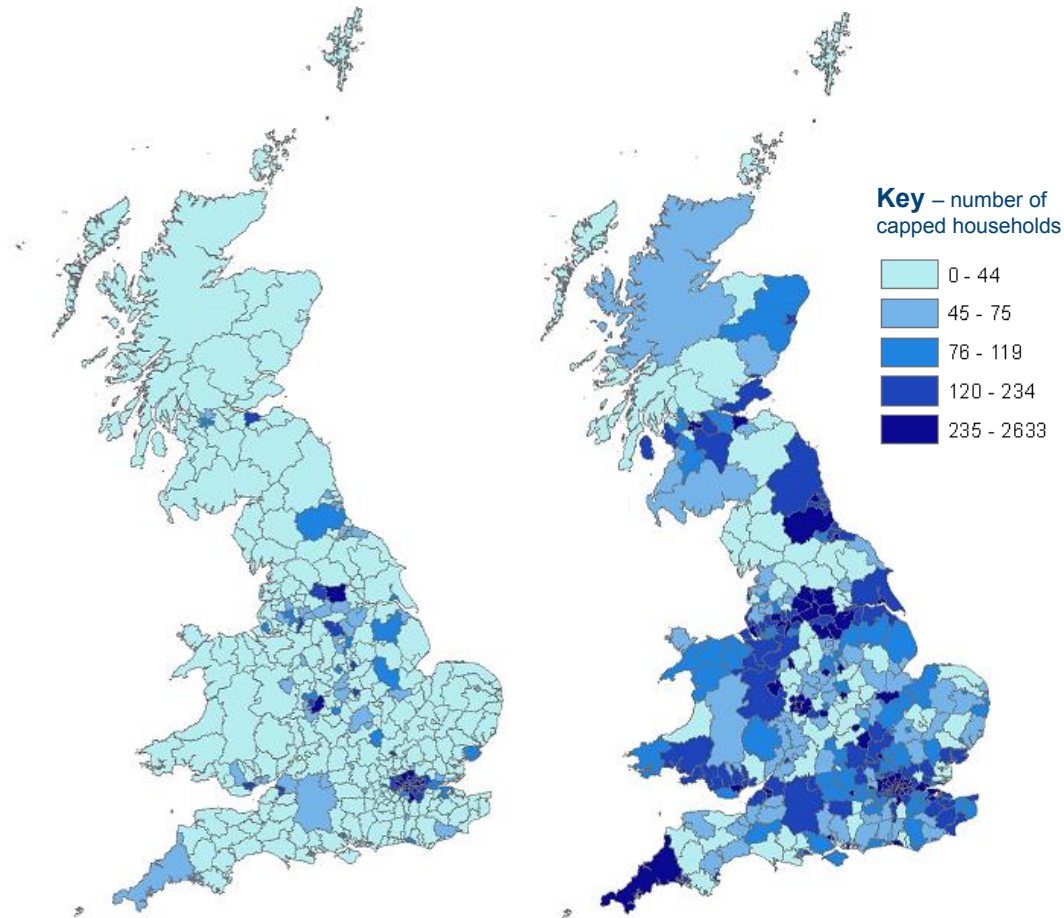 Key – number of
capped households
0 - 44
45 - 75
76 - 119
120 - 234
235 - 2633